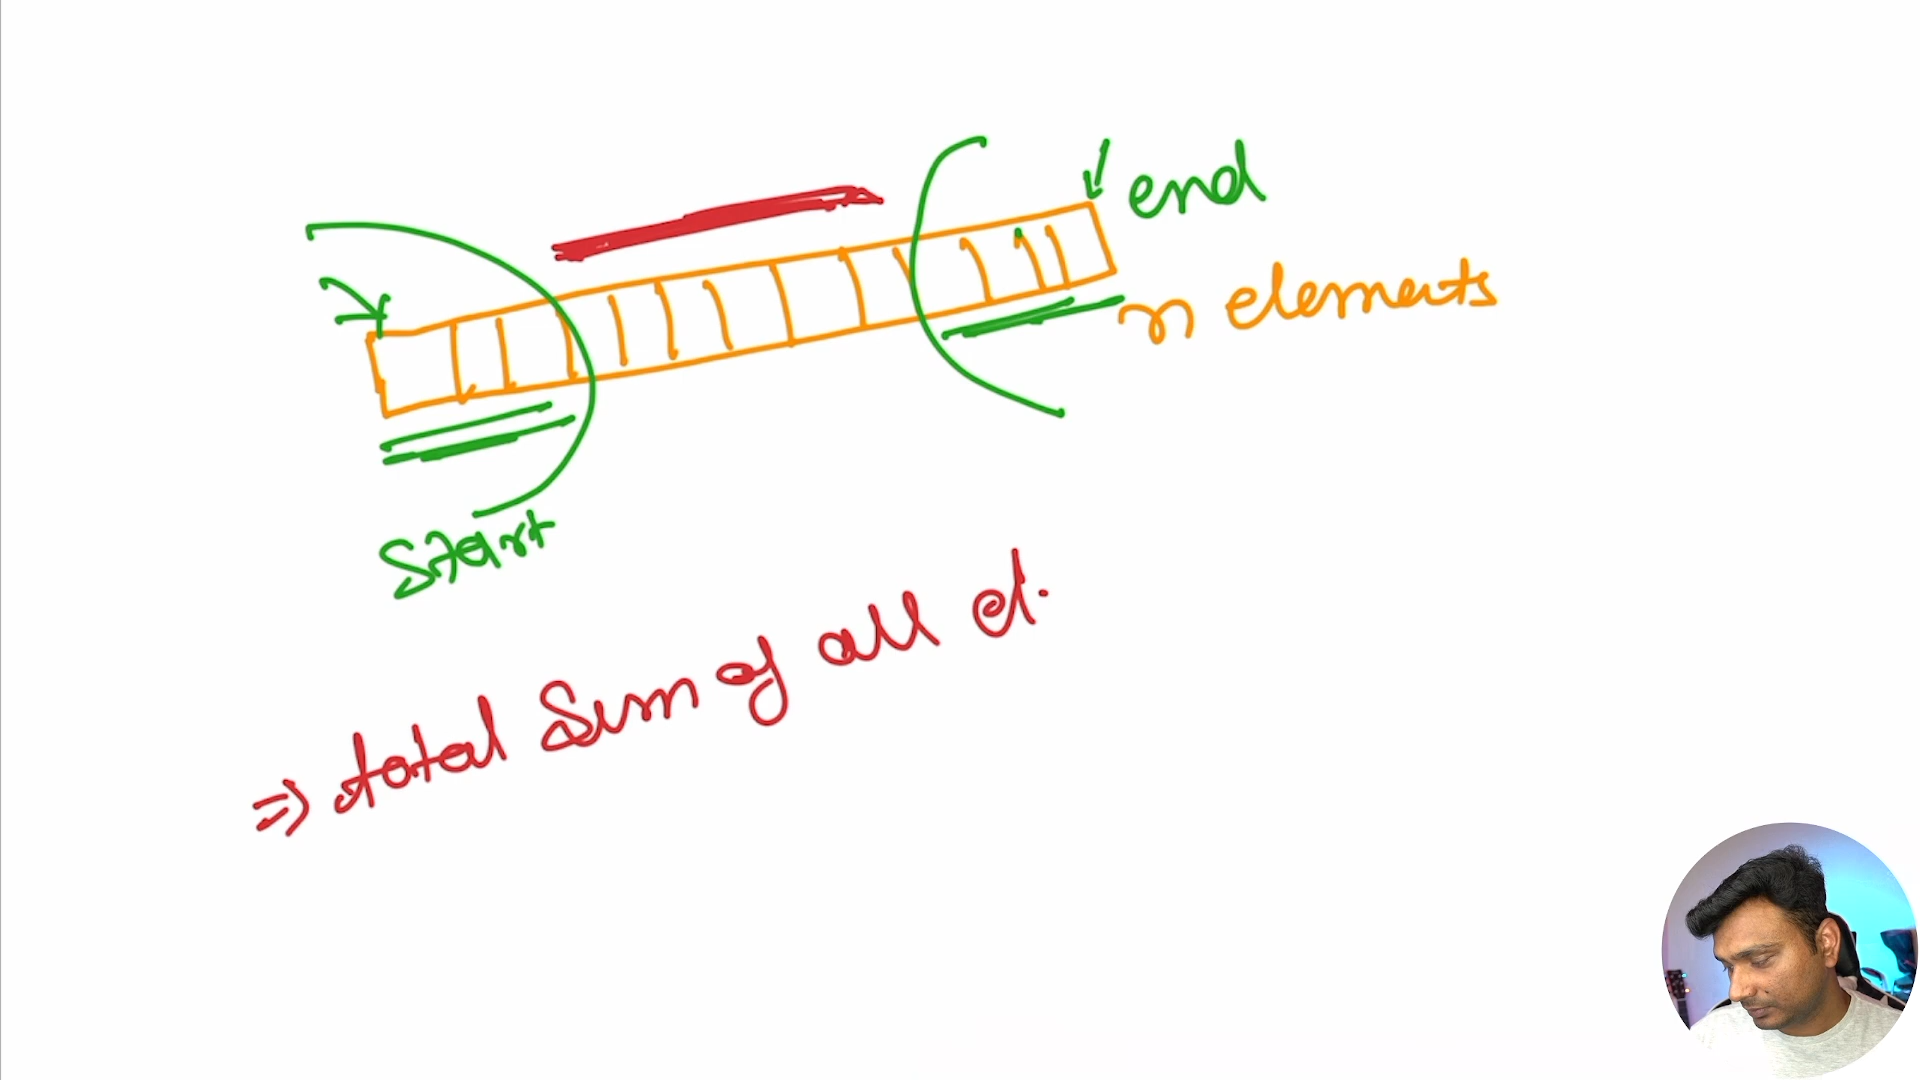 end
n elements
Start
=> total Sum of all el.